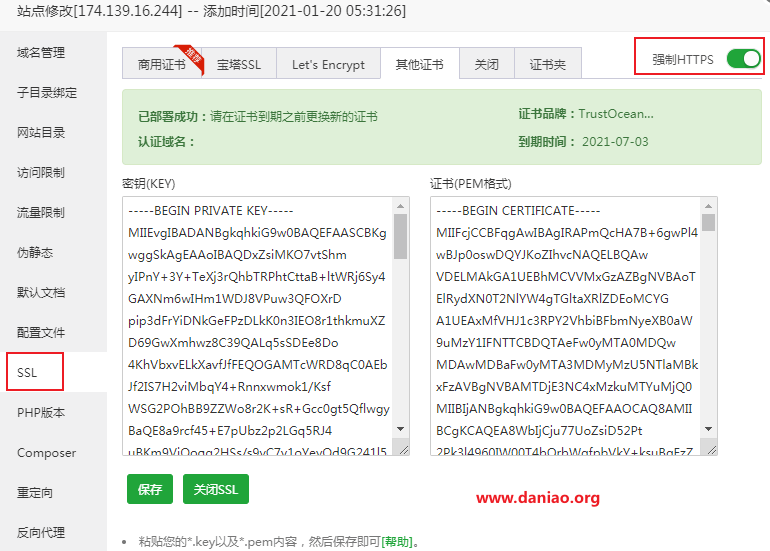 站点修改[174.139.16.244] -- 添加时间[2021-01-20 05:31:26]
域名管理
子目录绑定
网站目录
访问限制
流量限制
伪静态
默认文档
配置文件
SSL
PHP版本
Composer
重定向
反向代理
商用证书
推荐
宝塔SSL
Let's Encrypt
其他证书
关闭
证书夹
强制HTTPS
已部署成功：请在证书到期之前更换新的证书
证书品牌：TrustOcean...
认证域名：
到期时间： 2021-07-03
密钥(KEY)
-----BEGIN PRIVATE KEY-----
MIIEvgIBADANBgkqhkiG9w0BAQEFAASCBKg
wggSkAgEAAoIBAQDxZsiMKO7vtShm
yIPnY+3Y+TeXj3rQhbTRPhtCttaB+ltWRj6Sy4
GAXNm6wIHm1WDJ8VPuw3QFOXrD
pip3dFrYiDNkGeFPzDLkK0n3IEO8r1thkmuXZ
D69GwXmhwz8C39QALq5sSDEe8Do
4KhVbxvELkXavfJfFEQOGAMTcWRD8qC0AEb
Jf2IS7H2viMbqY4+Rnnxwmok1/Ksf
WSG2POhBB9ZZWo8r2K+sR+Gcc0gt5Qflwgy
BaQE8a9rcf45+E7pUbz2p2LGq5RJ4
证书(PEM格式)
-----BEGIN CERTIFICATE-----
MIIFcjCCBFqgAwIBAgIRAPmQcHA7B+6gwPl4
wBJp0oswDQYJKoZIhvcNAQELBQAw
VDELMAkGA1UEBhMCVVMxGzAZBgNVBAoT
ElRydXN0T2NlYW4gTGltaXRlZDEoMCYG
A1UEAxMfVHJ1c3RPY2VhbiBFbmNyeXB0aW
9uMzY1IFNTTCBDQTAeFw0yMTA0MDQw
MDAwMDBaFw0yMTA3MDMyMzU5NTlaMBk
xFzAVBgNVBAMTDjE3NC4xMzkuMTYuMjQ0
MIIBIjANBgkqhkiG9w0BAQEFAAOCAQ8AMII
BCgKCAQEA8WbIjCju77UoZsiD52Pt
保存
关闭SSL
www.daniao.org
粘贴您的*.key以及*.pem内容，然后保存即可[帮助]。